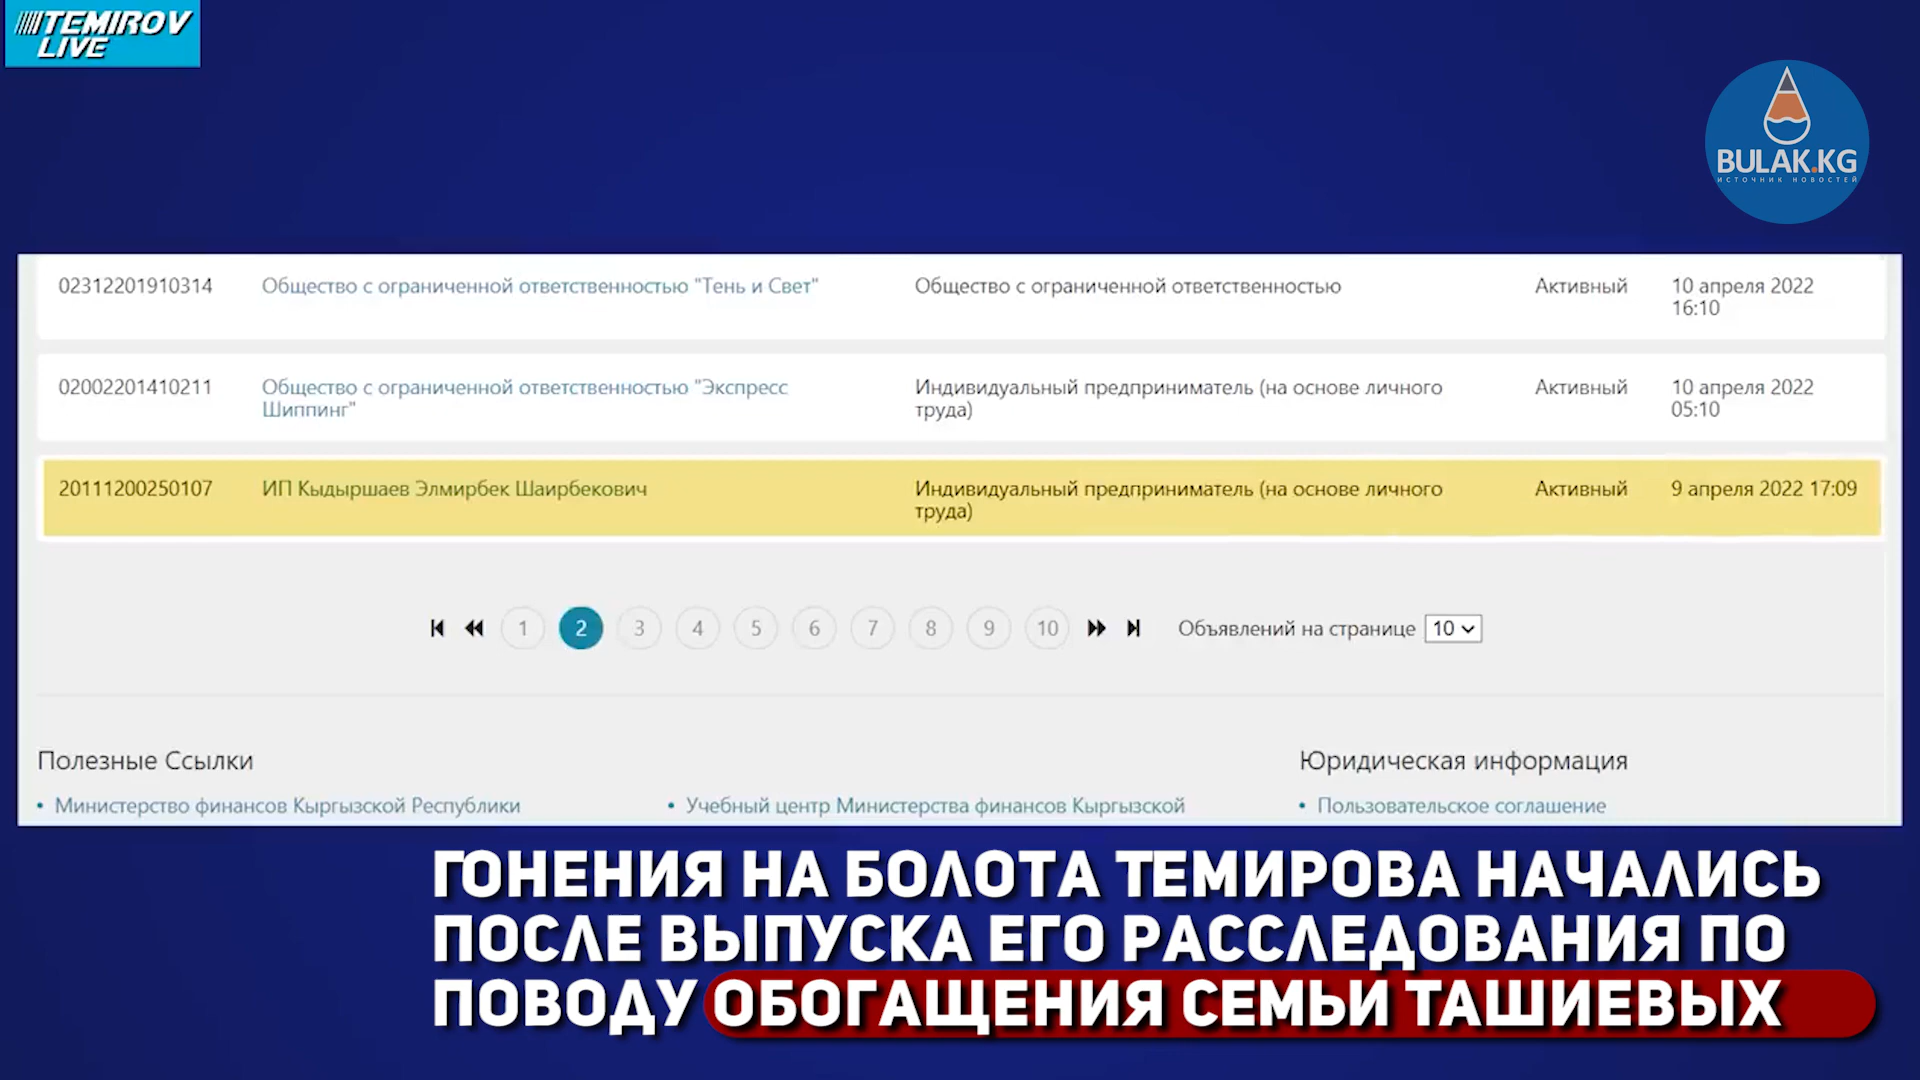 TEMIROV
LIVE
BULAK.KG
ИСТОЧНИК НОВОСТЕЙ
02312201910314 Общество с ограниченной ответственностью "Тень и Свет" Общество с ограниченной ответственностью Активный 10 апреля 2022
16:10
02002201410211 Общество с ограниченной ответственностью "Экспресс Индивидуальный предприниматель (на основе личного Активный 10 апреля 2022
Шиппинг" труда) 05:10
20111200250107 ИП Кыдыршаев Элмирбек Шаирбекович Индивидуальный предприниматель (на основе личного Активный 9 апреля 2022 17:09
труда)
1 2 3 4 5 6 7 8 9 10 Объявлений на странице 10
Полезные Ссылки Юридическая информация
• Министерство финансов Кыргызской Республики • Учебный центр Министерства финансов Кыргызской • Пользовательское соглашение
ГОНЕНИЯ НА БОЛОТА ТЕМИРОВА НАЧАЛИСЬ
ПОСЛЕ ВЫПУСКА ЕГО РАССЛЕДОВАНИЯ ПО
ПОВОДУ ОБОГАЩЕНИЯ СЕМЬИ ТАШИЕВЫХ